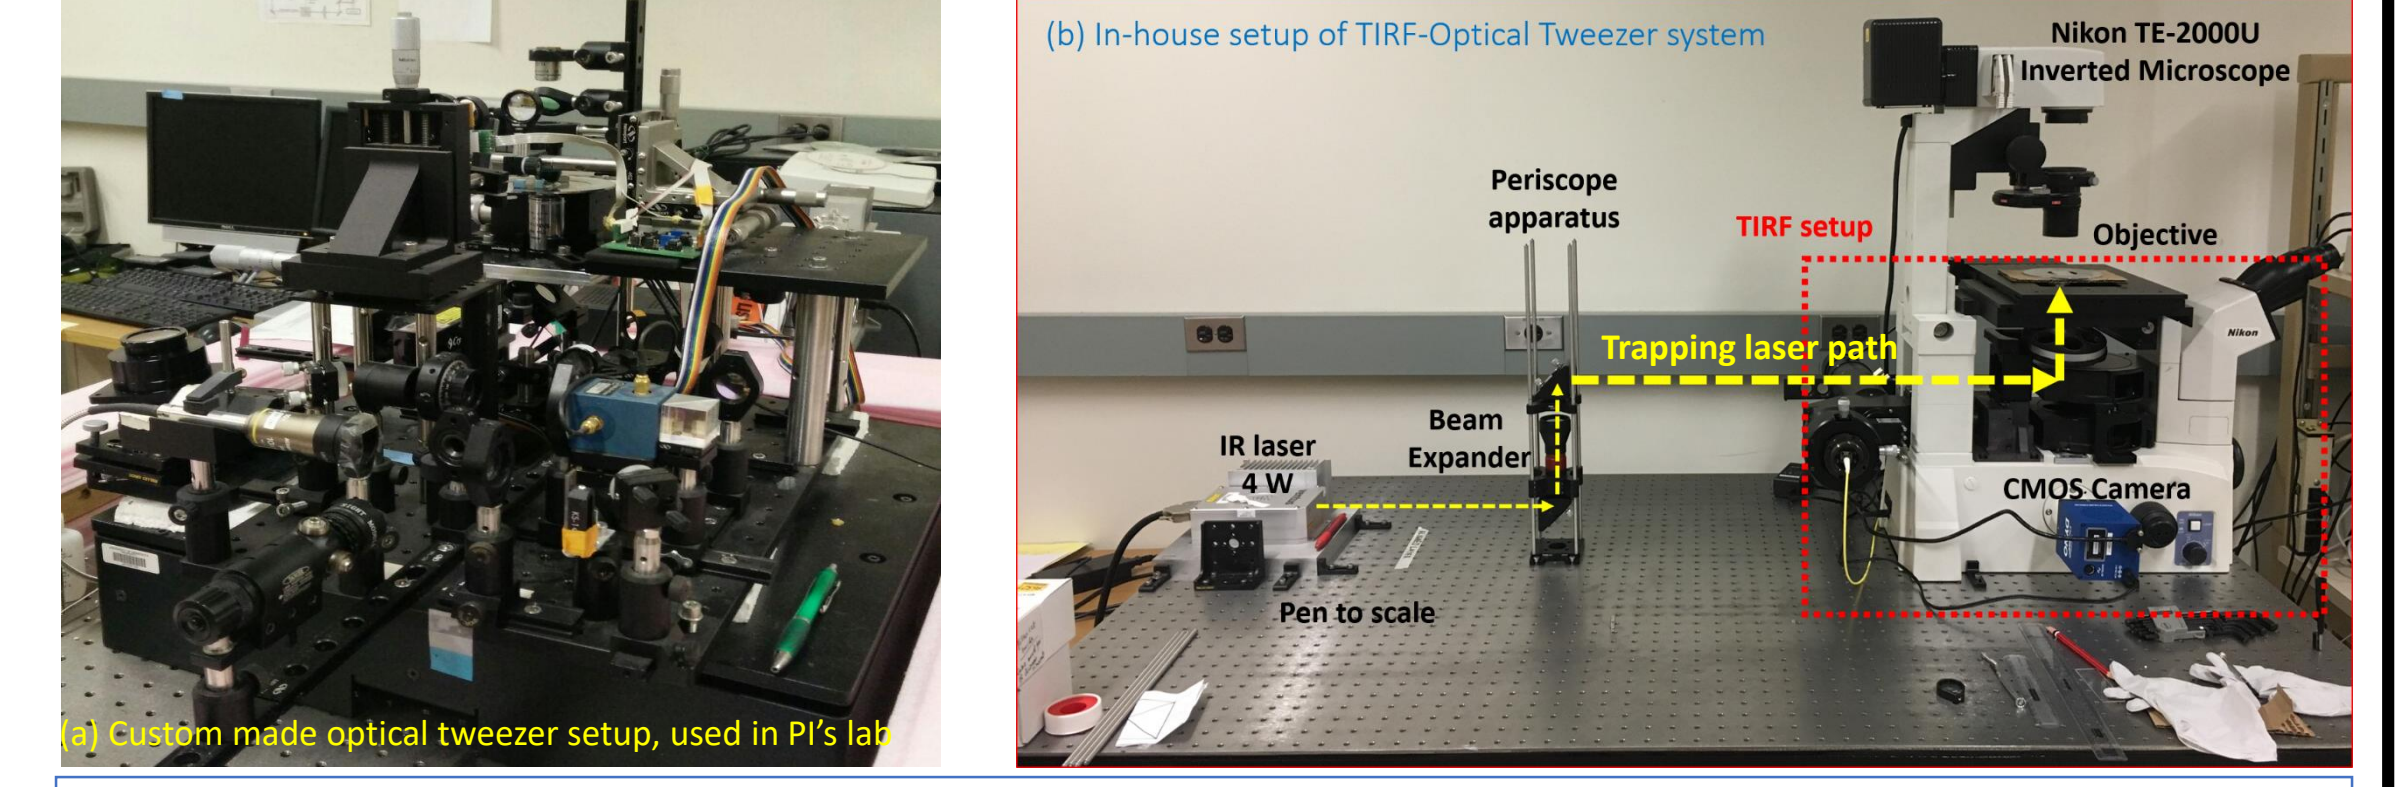 (a) Custom made optical tweezer setup, used in PI's lab
(b) In-house setup of TIRF-Optical Tweezer system
Nikon TE-2000U
Inverted Microscope
Periscope
apparatus
TIRF setup
Objective
Nikon
Trapping laser path
Beam
Expander
IR laser
4 W
CMOS Camera
Pen to scale